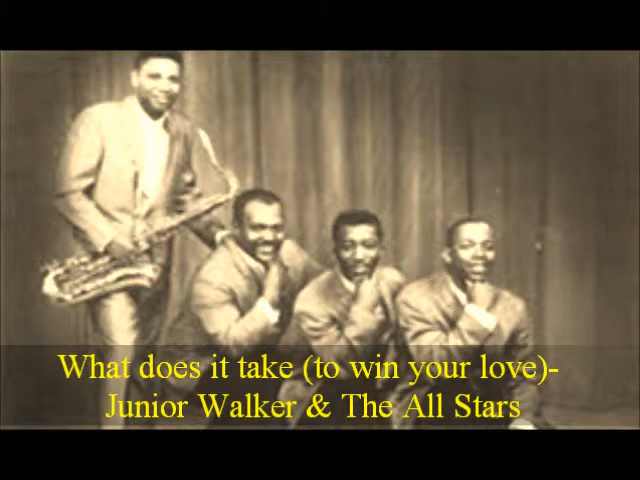 What does it take (to win your love)-
Junior Walker & The All Stars